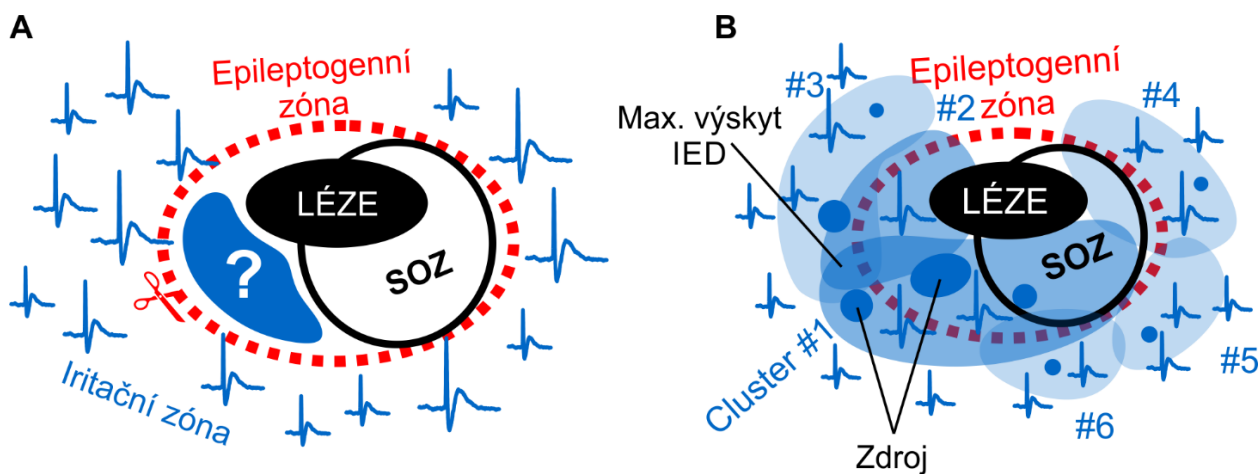 A
Epileptogenní
zóna
LÉZE
SOZ
?
Iritační zóna
B
#3
Epileptogenní
#2
zóna
#4
Max. výskyt
IED
LÉZE
SOZ
Cluster #1
#5
#6
Zdroj